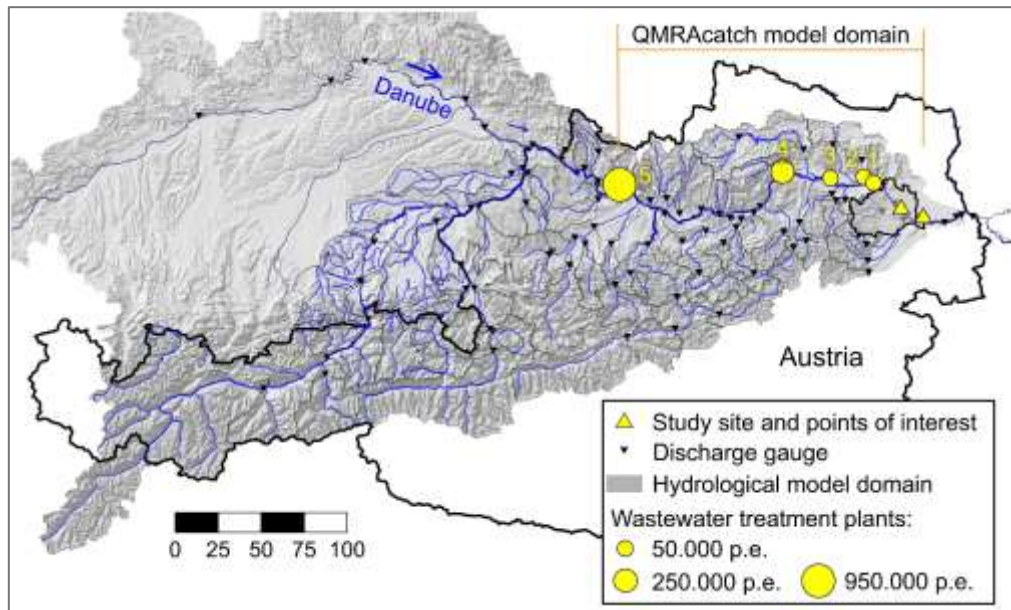 QMRAcatch model domain
Danube
5
4
3
2
1
Austria
Study site and points of interest
Discharge gauge
Hydrological model domain
Wastewater treatment plants:
50.000 p.e.
250.000 p.e.
950.000 p.e.
0 25 50 75 100